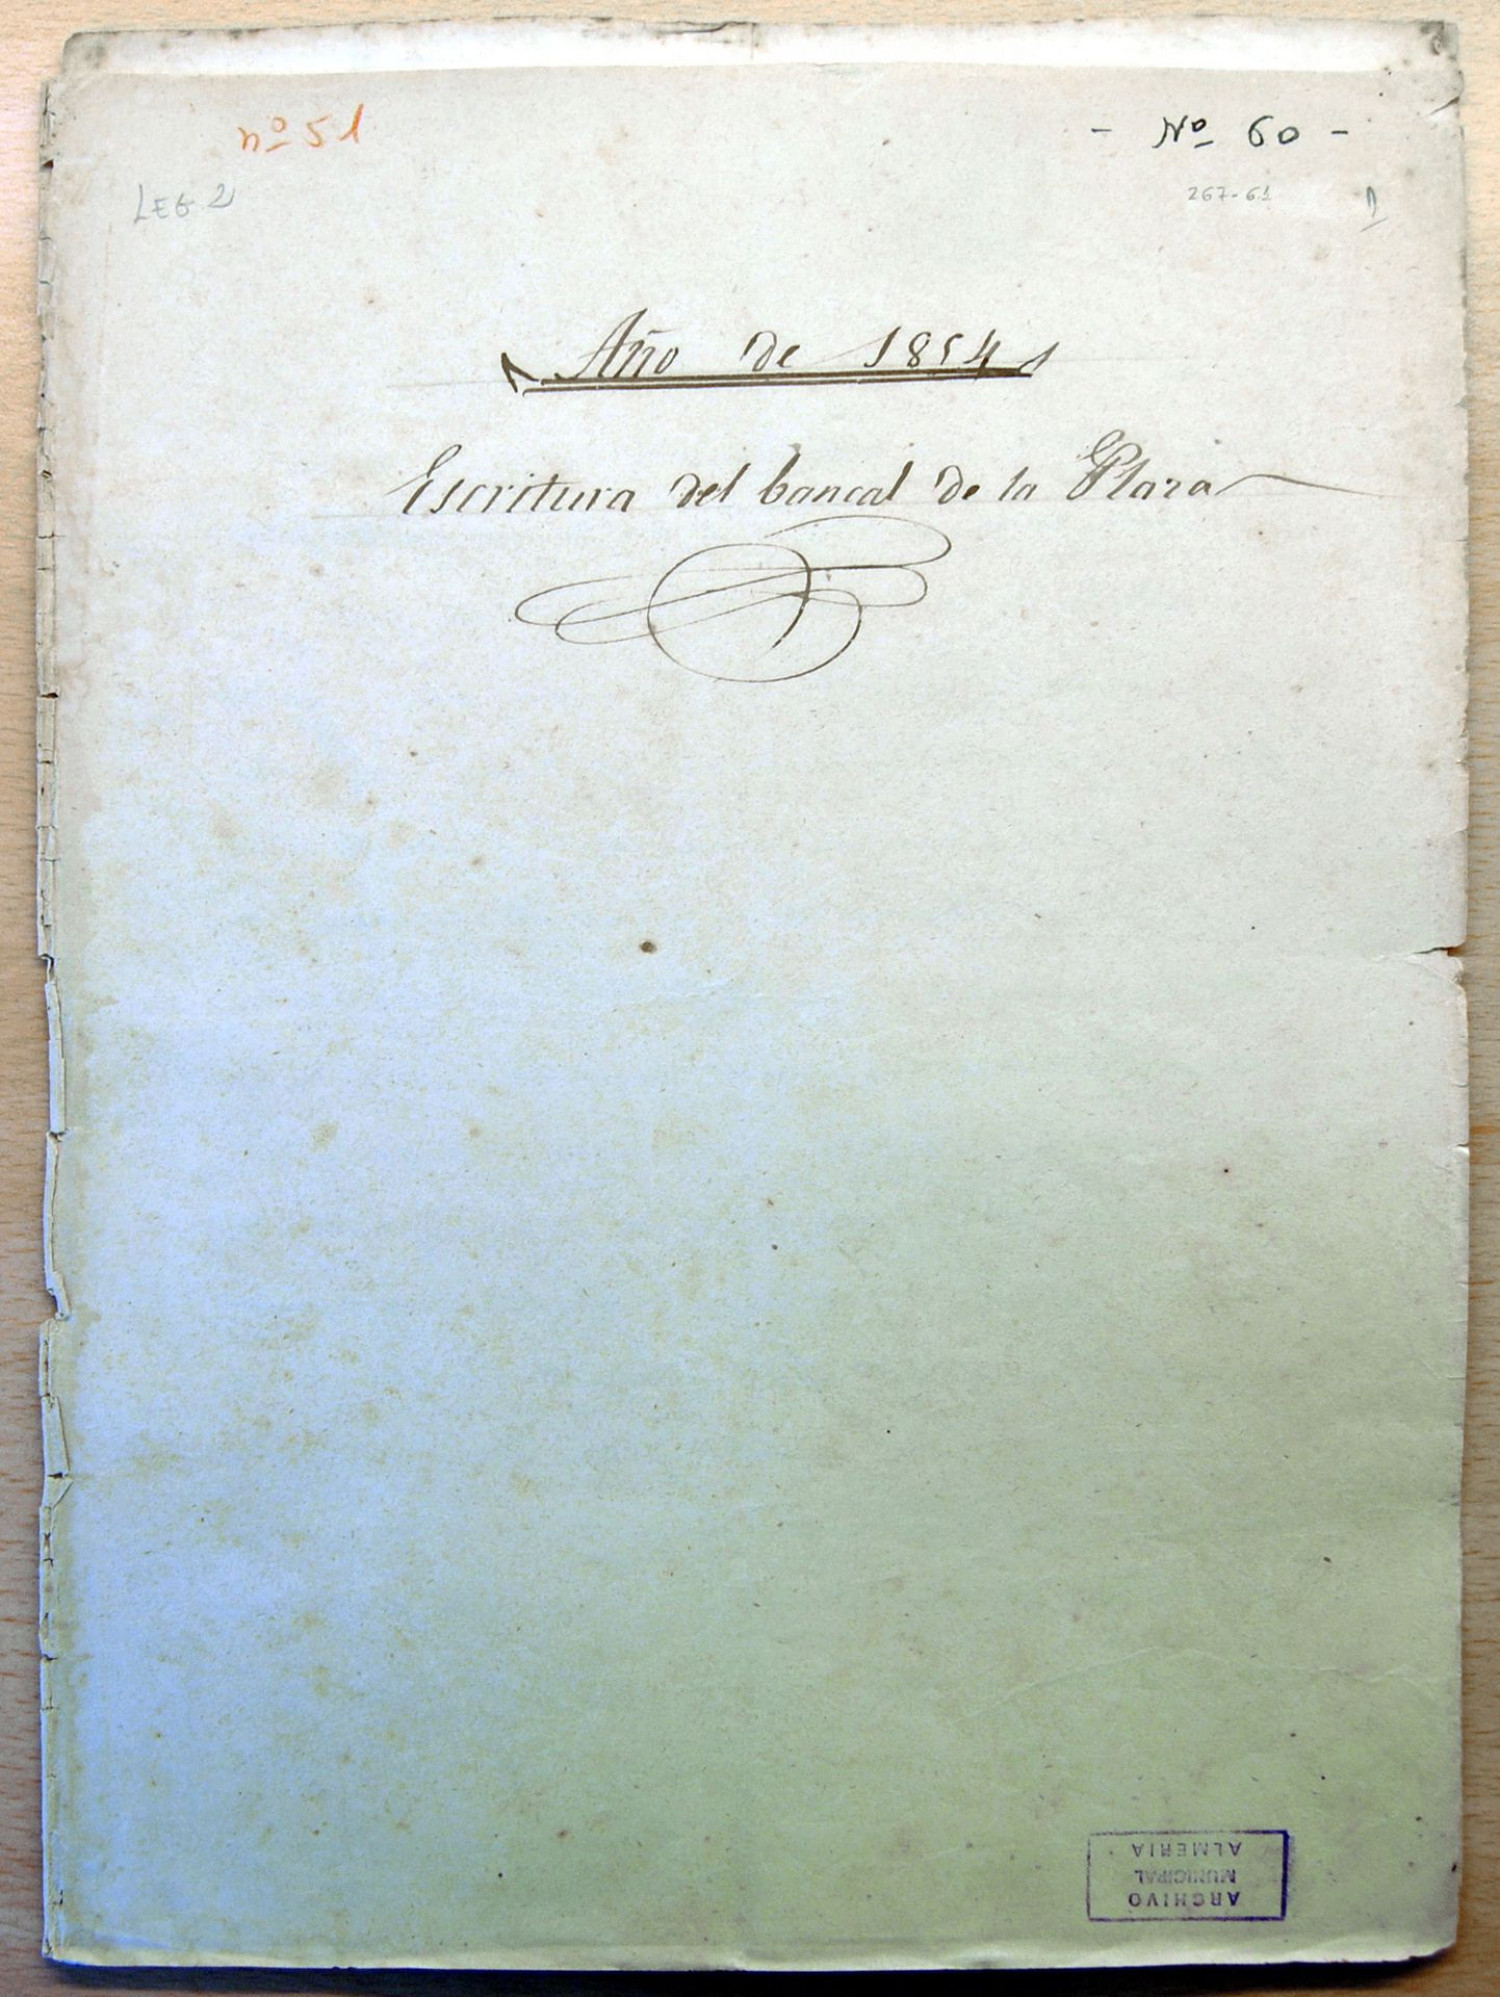 nº 51
- Nº 60 -
LEG 2
267-61
1
Año de 1854
Escritura del bancal de la Plaza
ARCHIVO
MUNICIPAL
ALMERIA